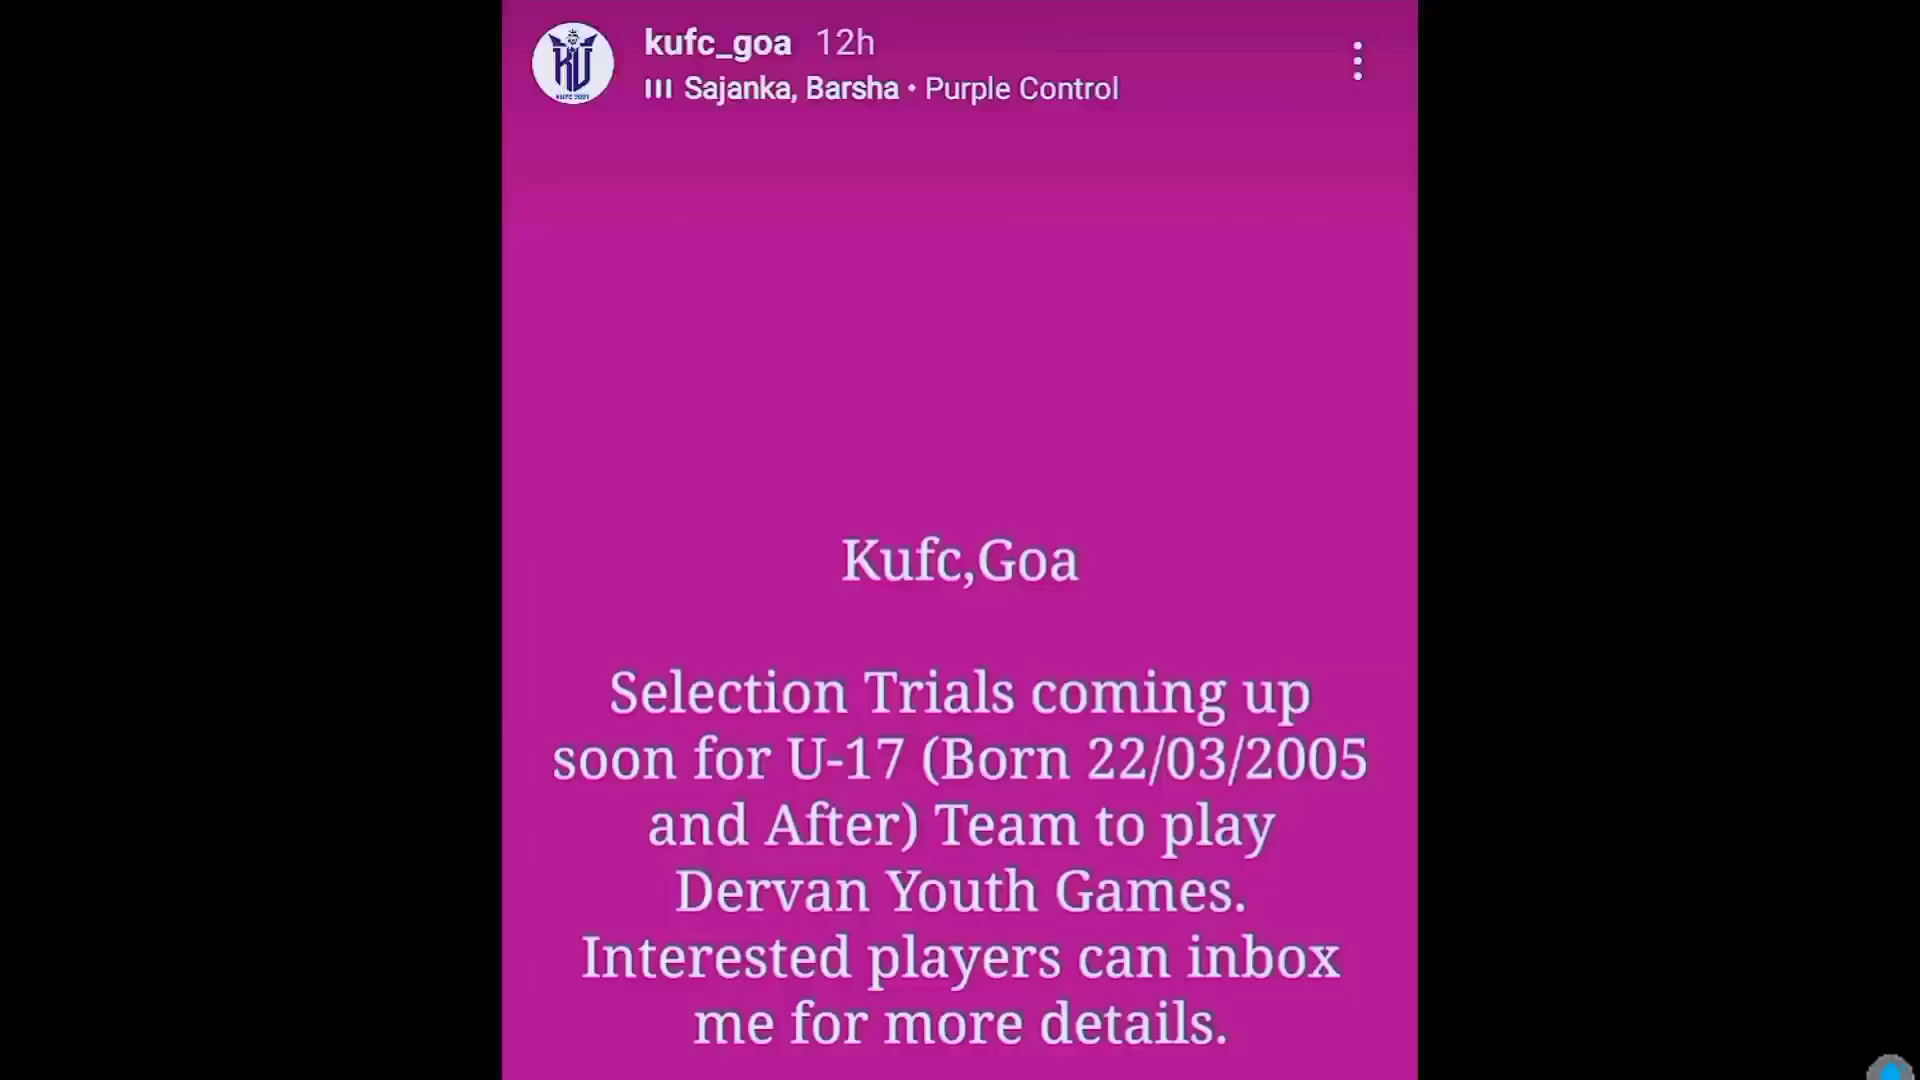 kufc_goa 12h
Sajanka, Barsha • Purple Control
KU
Kufc,Goa
Selection Trials coming up
soon for U-17 (Born 22/03/2005
and After) Team to play
Dervan Youth Games.
Interested players can inbox
me for more details.